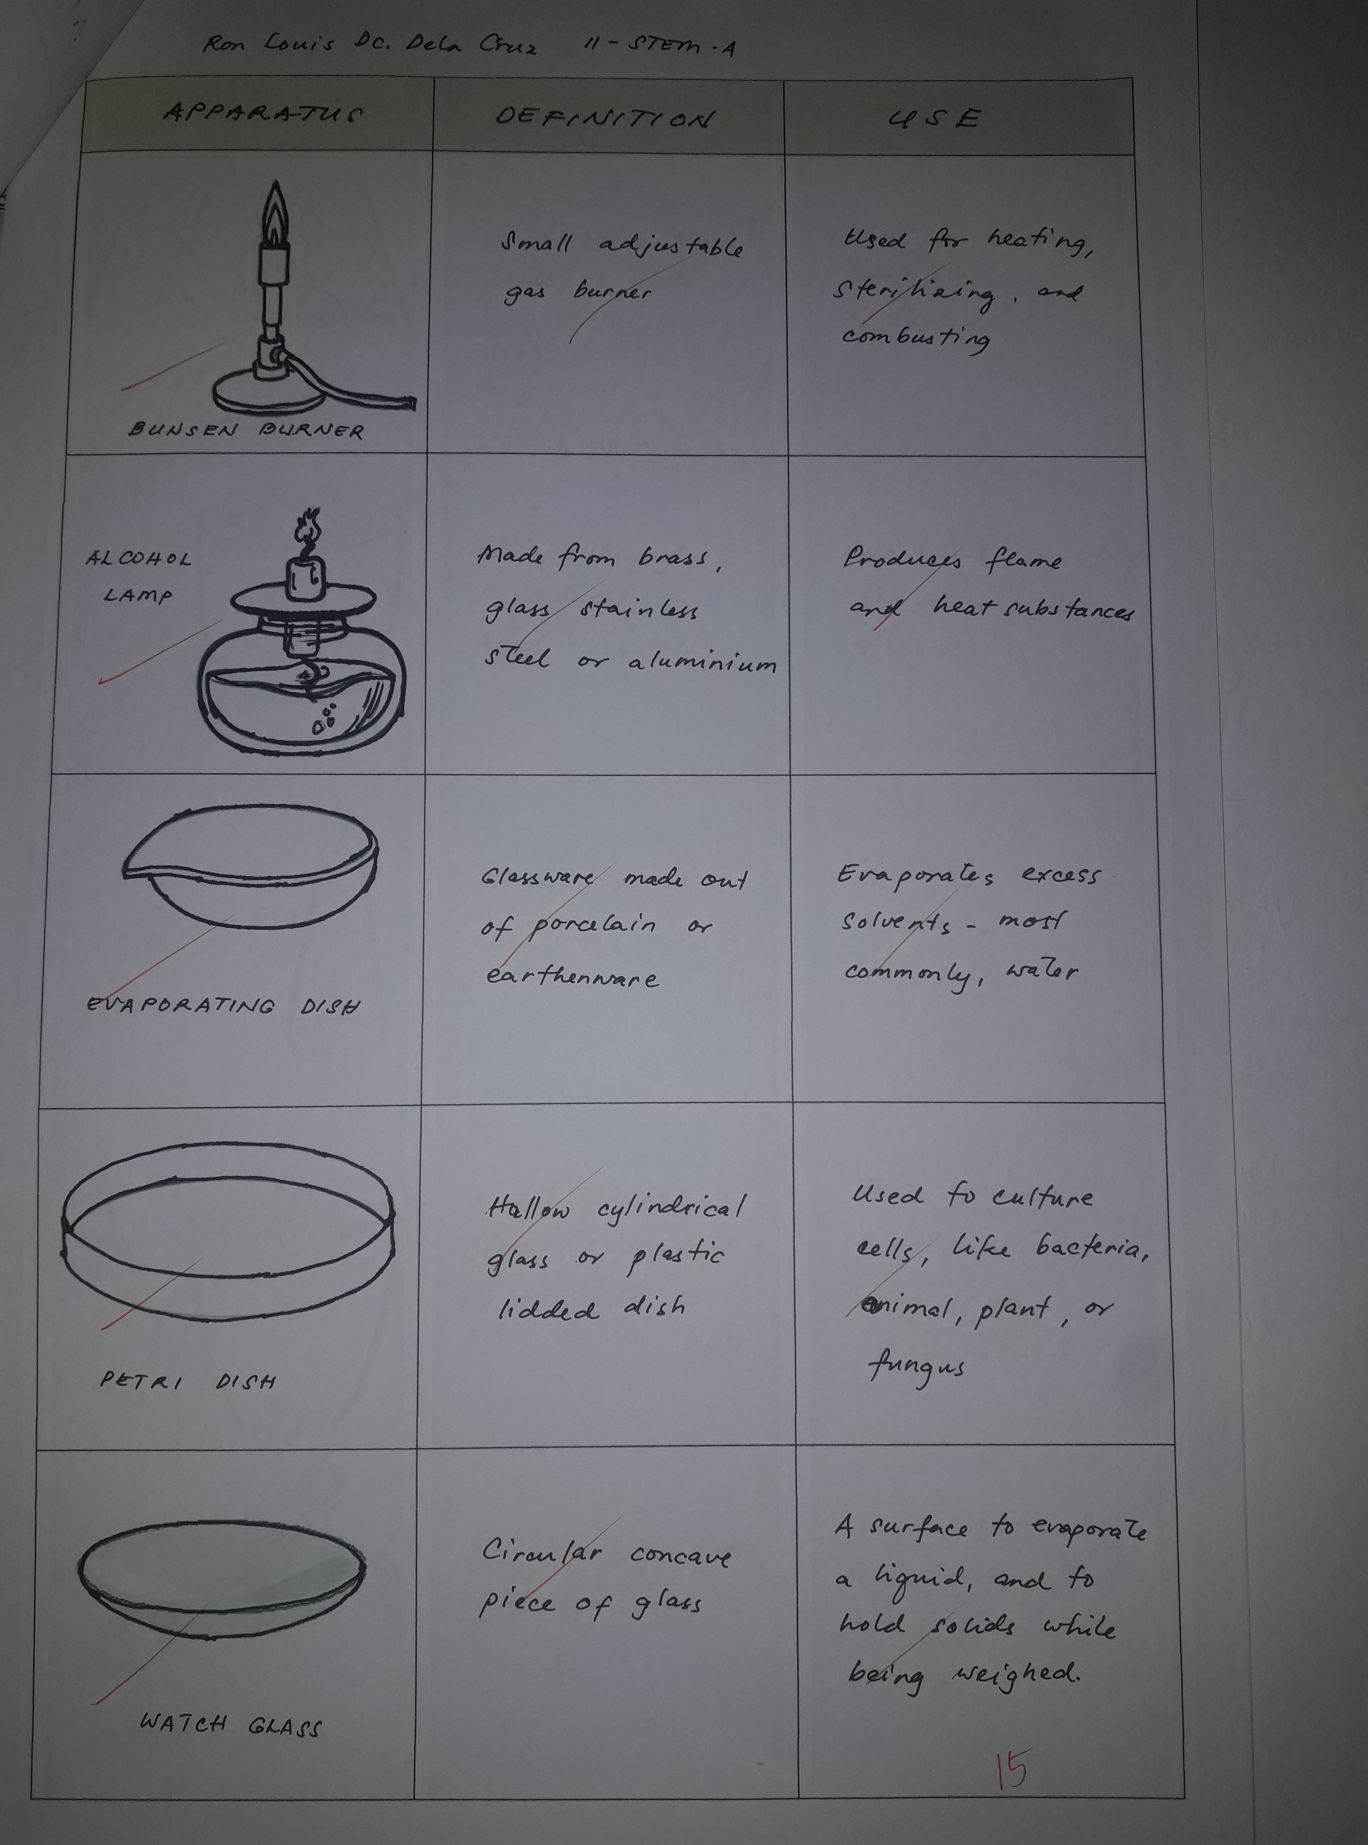 Ron Louis Dc. Dela Cruz 11-STEM-A
APPARATUS
DEFINITION
USE
BUNSEN BURNER
Small adjustable
gas burner
Used for heating,
sterilizing, and
combusting
ALCOHOL
LAMP
Made from brass,
glass stainless
steel or aluminium
Produces flame
and heat substances
EVAPORATING DISH
Glassware made out
of porcelain or
earthenware
Evaporates excess
solvents - most
commonly, water
PETRI DISH
Hallow cylindrical
glass or plastic
lidded dish
Used to culture
cells, like bacteria,
animal, plant, or
fungus
WATCH GLASS
Circular concave
piece of glass
A surface to evaporate
a liquid, and to
hold solids while
being weighed.
15